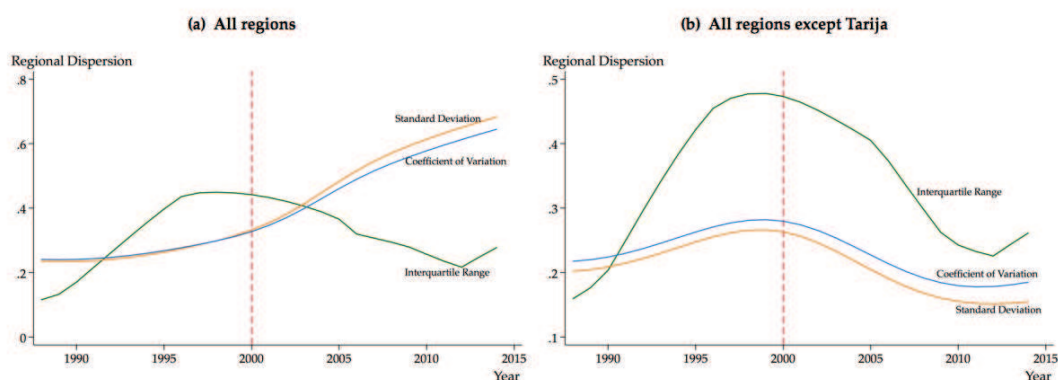 (a) All regions
Regional Dispersion
.8
.6
.4
.2
0
Standard Deviation
Coefficient of Variation
Interquartile Range
1990 1995 2000 2005 2010 2015
Year
(b) All regions except Tarija
Regional Dispersion
.5
.4
.3
.2
.1
Interquartile Range
Coefficient of Variation
Standard Deviation
1990 1995 2000 2005 2010 2015
Year